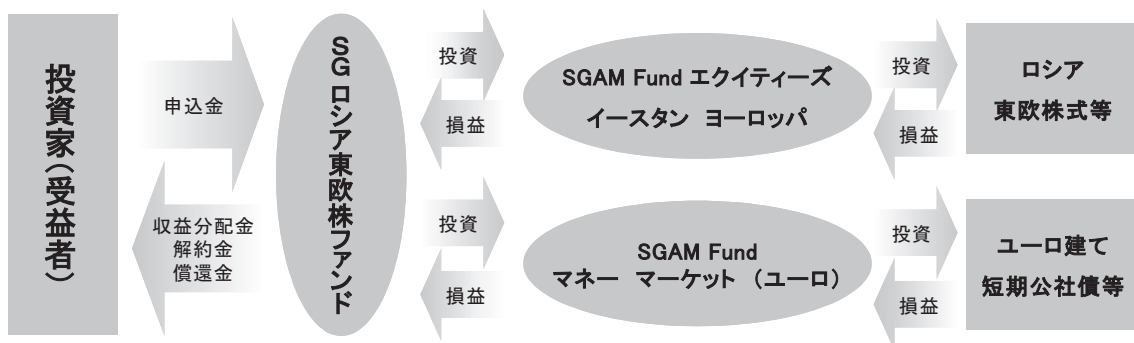 投資家(受益者)
申込金
収益分配金
解約金
償還金
SG ロシア東欧株ファンド
投資
損益
SGAM Fund エクイティーズ
イースタン ヨーロッパ
投資
損益
ロシア
東欧株式等
投資
損益
SGAM Fund
マネー マーケット (ユーロ)
投資
損益
ユーロ建て
短期公社債等